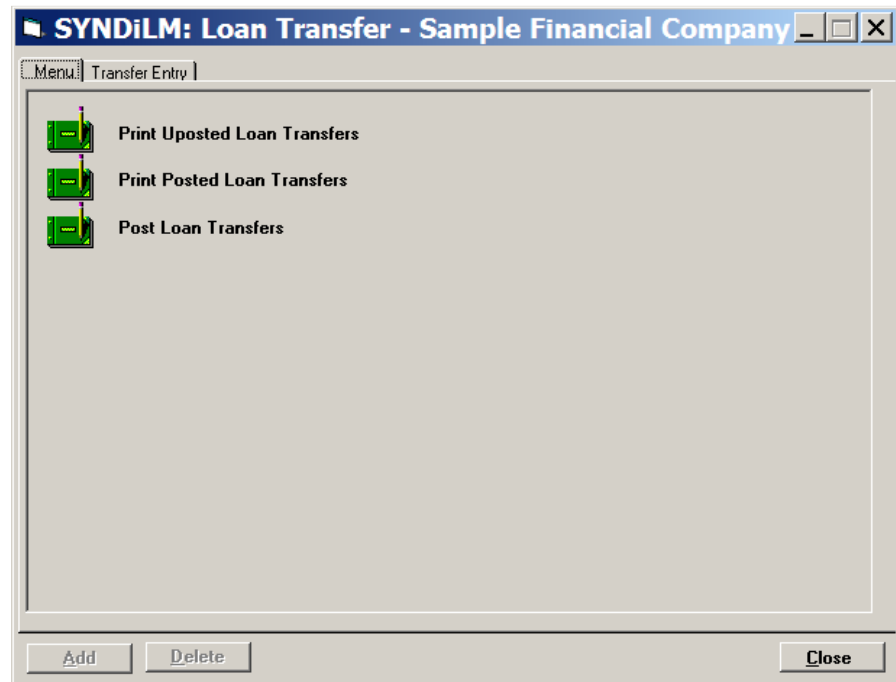 SYNDiLM: Loan Transfer - Sample Financial Company
Menu Transfer Entry
Print Uposted Loan Transfers
Print Posted Loan Transfers
Post Loan Transfers
Add Delete Close